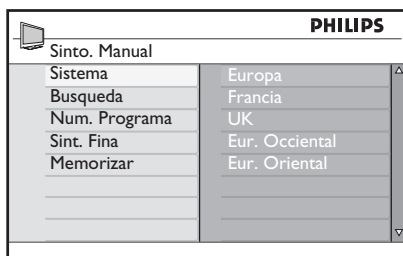 PHILIPS
Sinto. Manual
Sistema
Busqueda
Num. Programa
Sint. Fina
Memorizar
Europa
Francia
UK
Eur. Occiental
Eur. Oriental